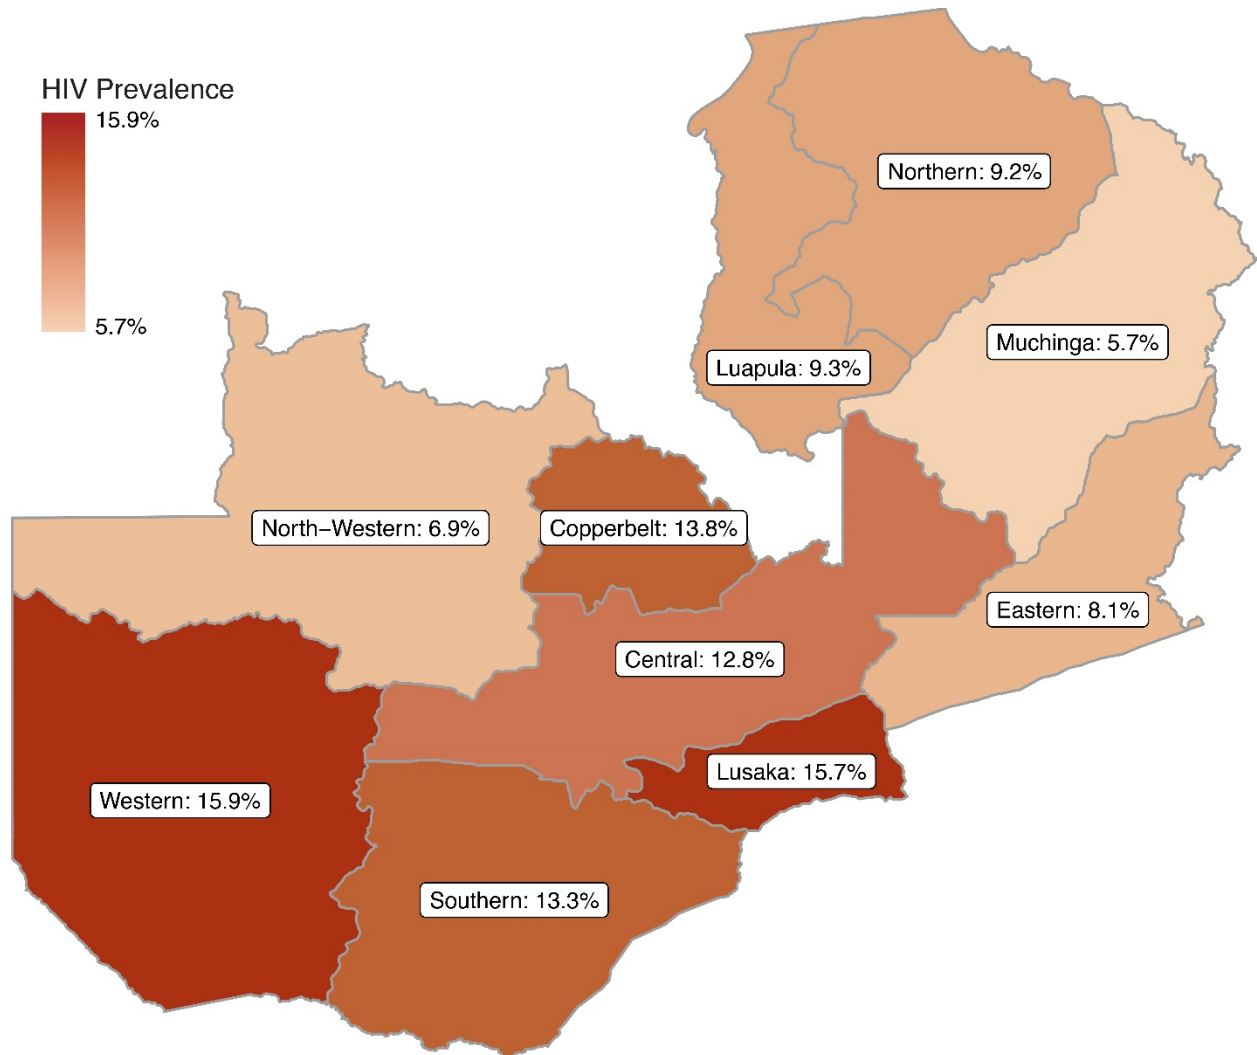 HIV Prevalence
15.9%
5.7%
Northern: 9.2%
Muchinga: 5.7%
Luapula: 9.3%
North−Western: 6.9%
Copperbelt: 13.8%
Eastern: 8.1%
Central: 12.8%
Lusaka: 15.7%
Western: 15.9%
Southern: 13.3%